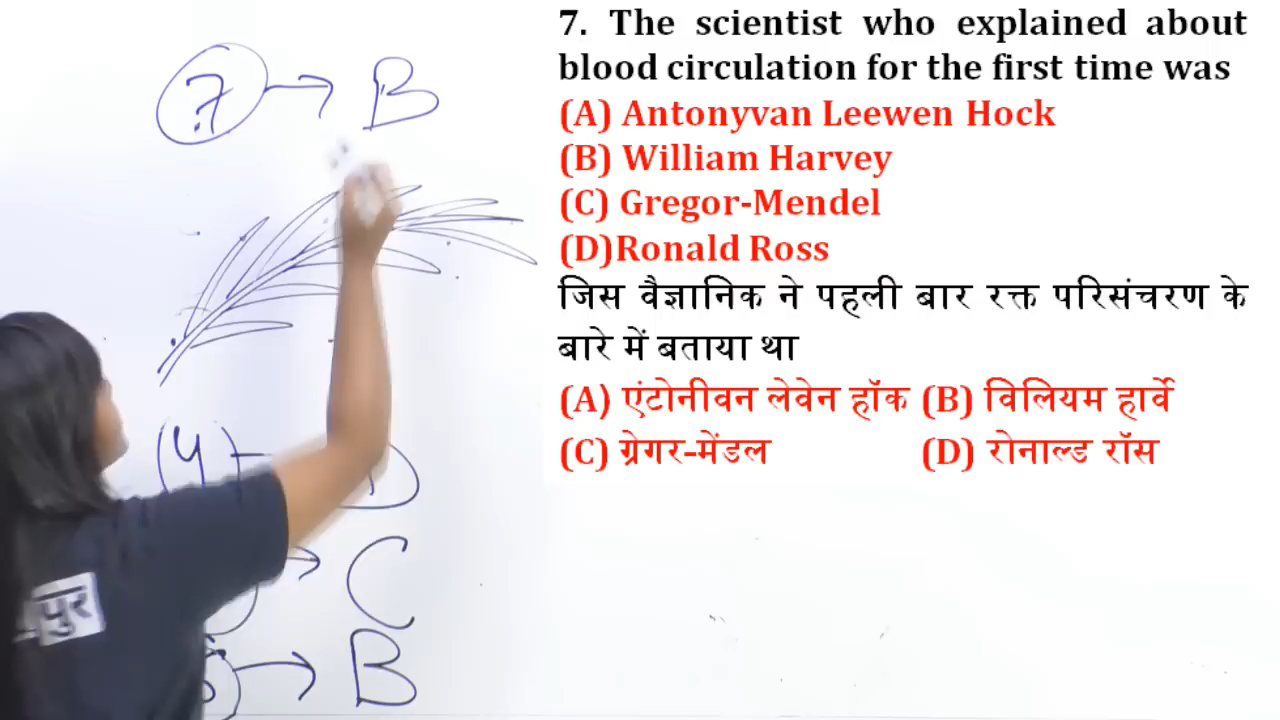 7 → B
(4) → D
→ C
→ B
पुर
7. The scientist who explained about
blood circulation for the first time was
(A) Antonyvan Leewen Hock
(B) William Harvey
(C) Gregor-Mendel
(D)Ronald Ross
जिस वैज्ञानिक ने पहली बार रक्त परिसंचरण के
बारे में बताया था
(A) एंटोनीवन लेवेन हॉक (B) विलियम हार्वे
(C) ग्रेगर-मेंडल (D) रोनाल्ड रॉस